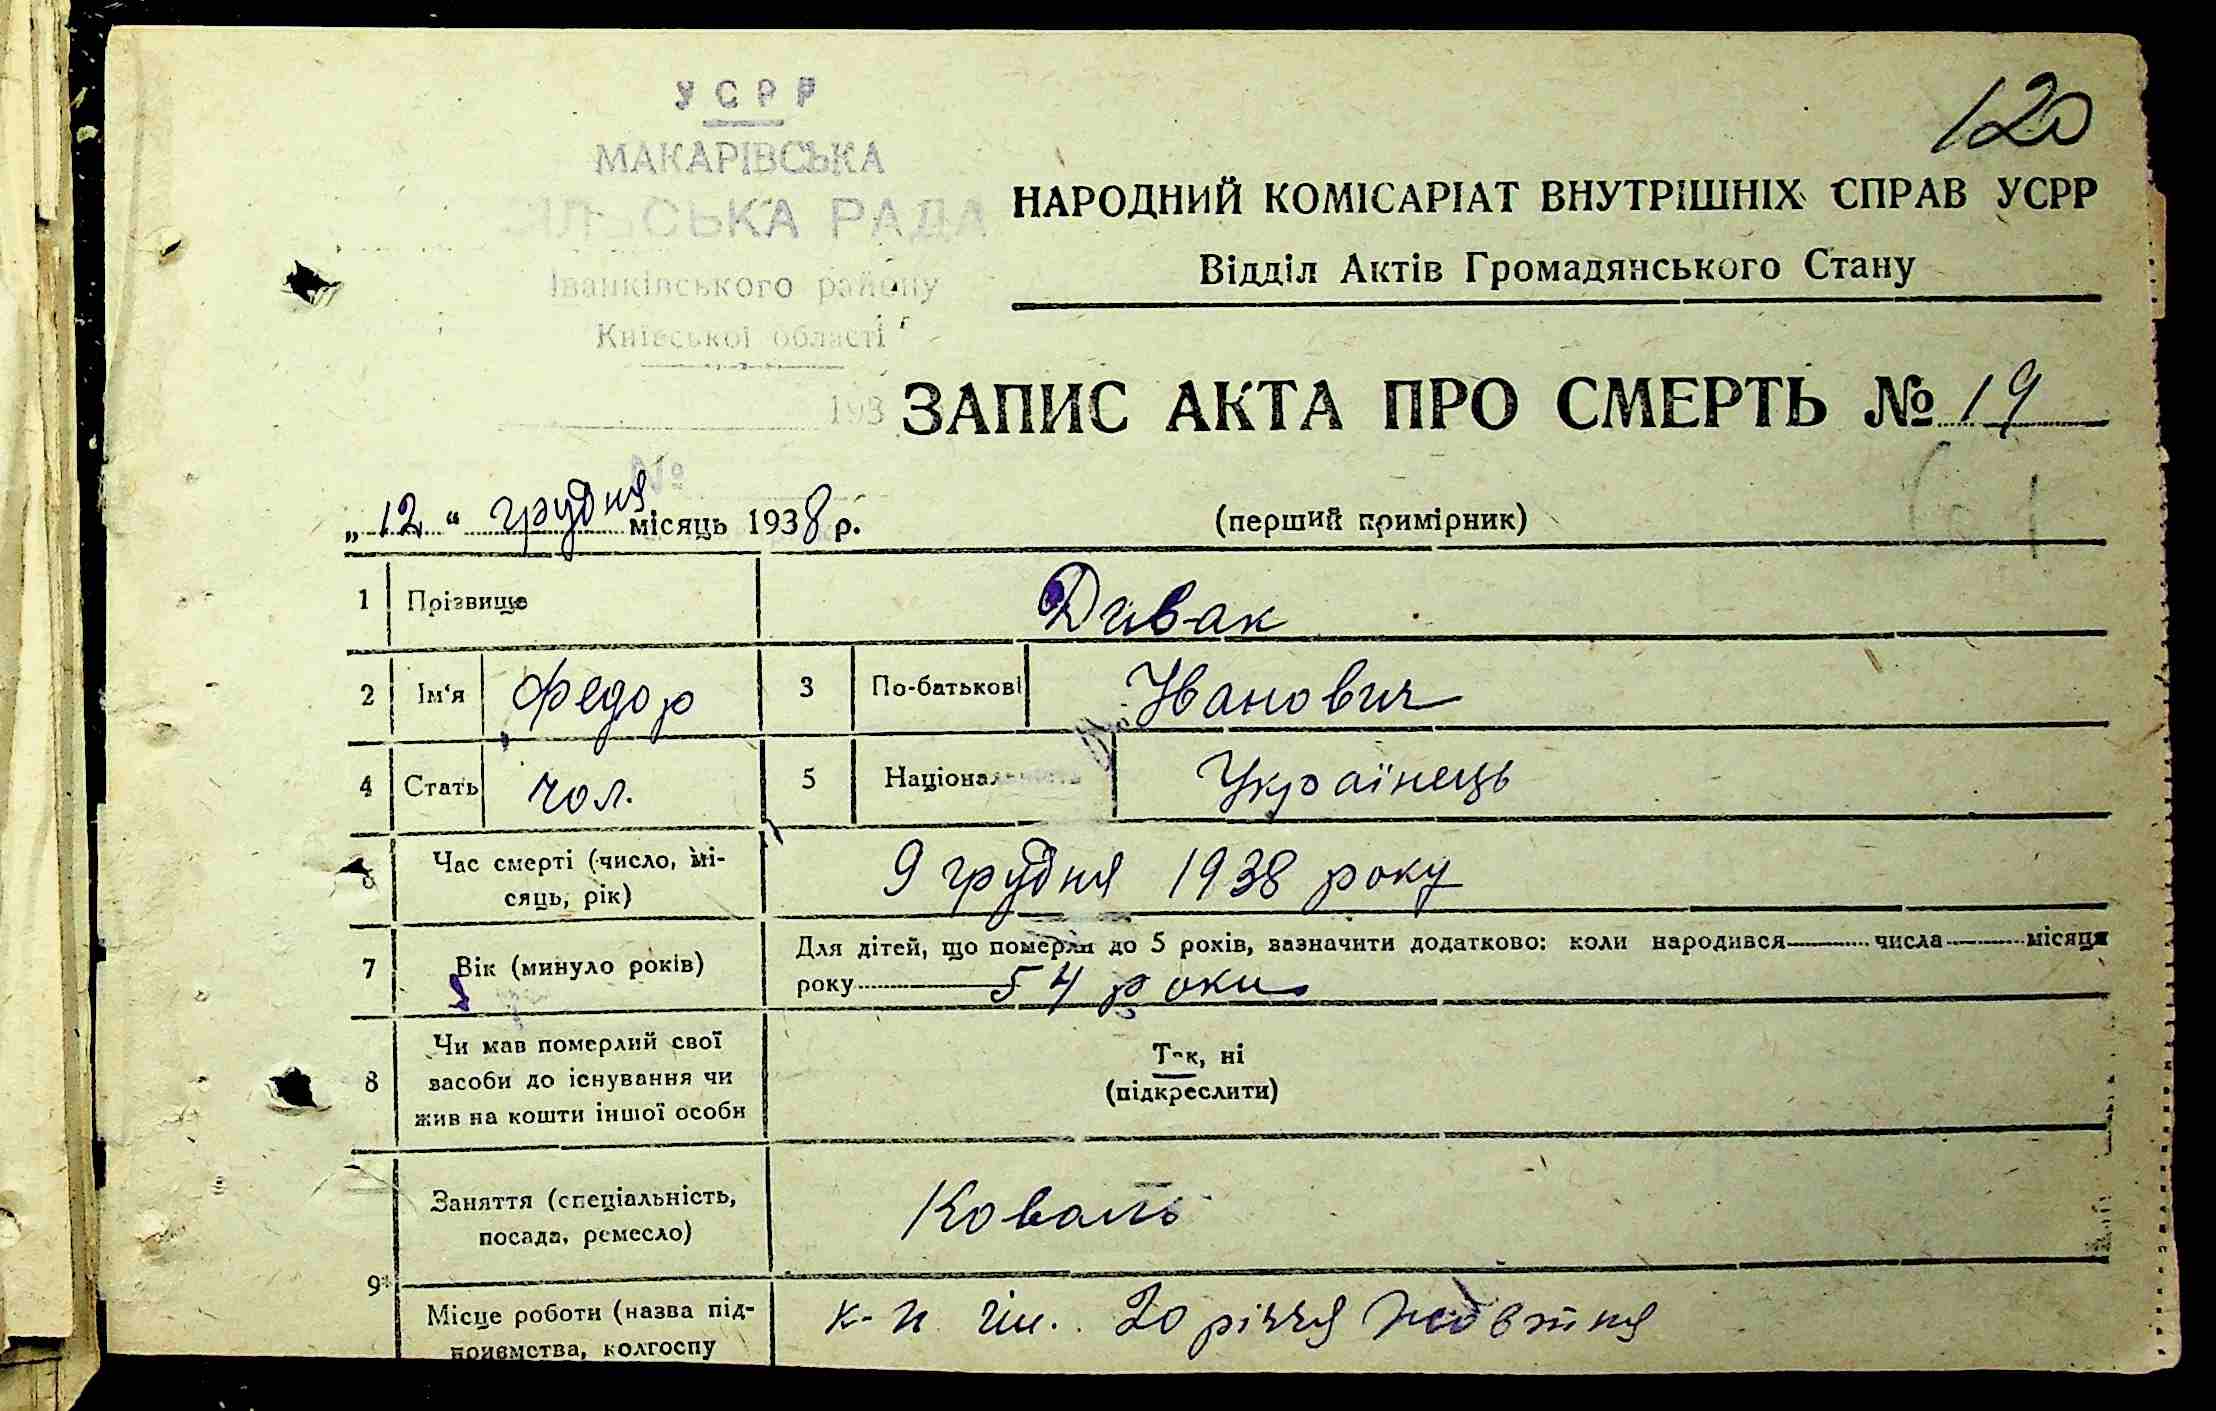 УСРР
МАКАРІВСЬКА
СІЛЬСЬКА РАДА
Іванківського району
Київської області
193
№
120
НАРОДНИЙ КОМІСАРІАТ ВНУТРІШНІХ СПРАВ УСРР
Відділ Актів Громадянського Стану
ЗАПИС АКТА ПРО СМЕРТЬ № 19
„12“ грудня місяць 1938 р.
(перший примірник)
1 Прізвище Дивак
2 Ім'я Федор 3 По-батькові Іванович
4 Стать чол. 5 Національність Українець
6 Час смерті (число, мі-
сяць, рік) 9 грудня 1938 року
7 Вік (минуло років) Для дітей, що померли до 5 років, зазначити додатково: коли народився числа місяця
року 54 роки
8 Чи мав померлий свої
засоби до існування чи
жив на кошти іншої особи
Так, ні
(підкреслити)
9 Заняття (спеціальність,
посада, ремесло) Коваль
Місце роботи (назва під-
приємства, колгоспу
к-п ім. 20 річчя Жовтня